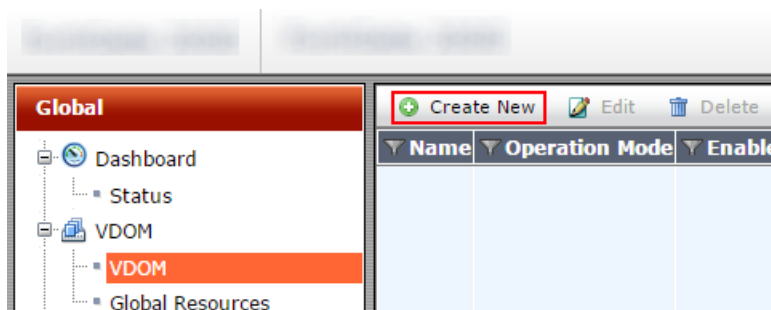 Global
Create New Edit Delete
Name Operation Mode Enable
Dashboard
Status
VDOM
VDOM
Global Resources